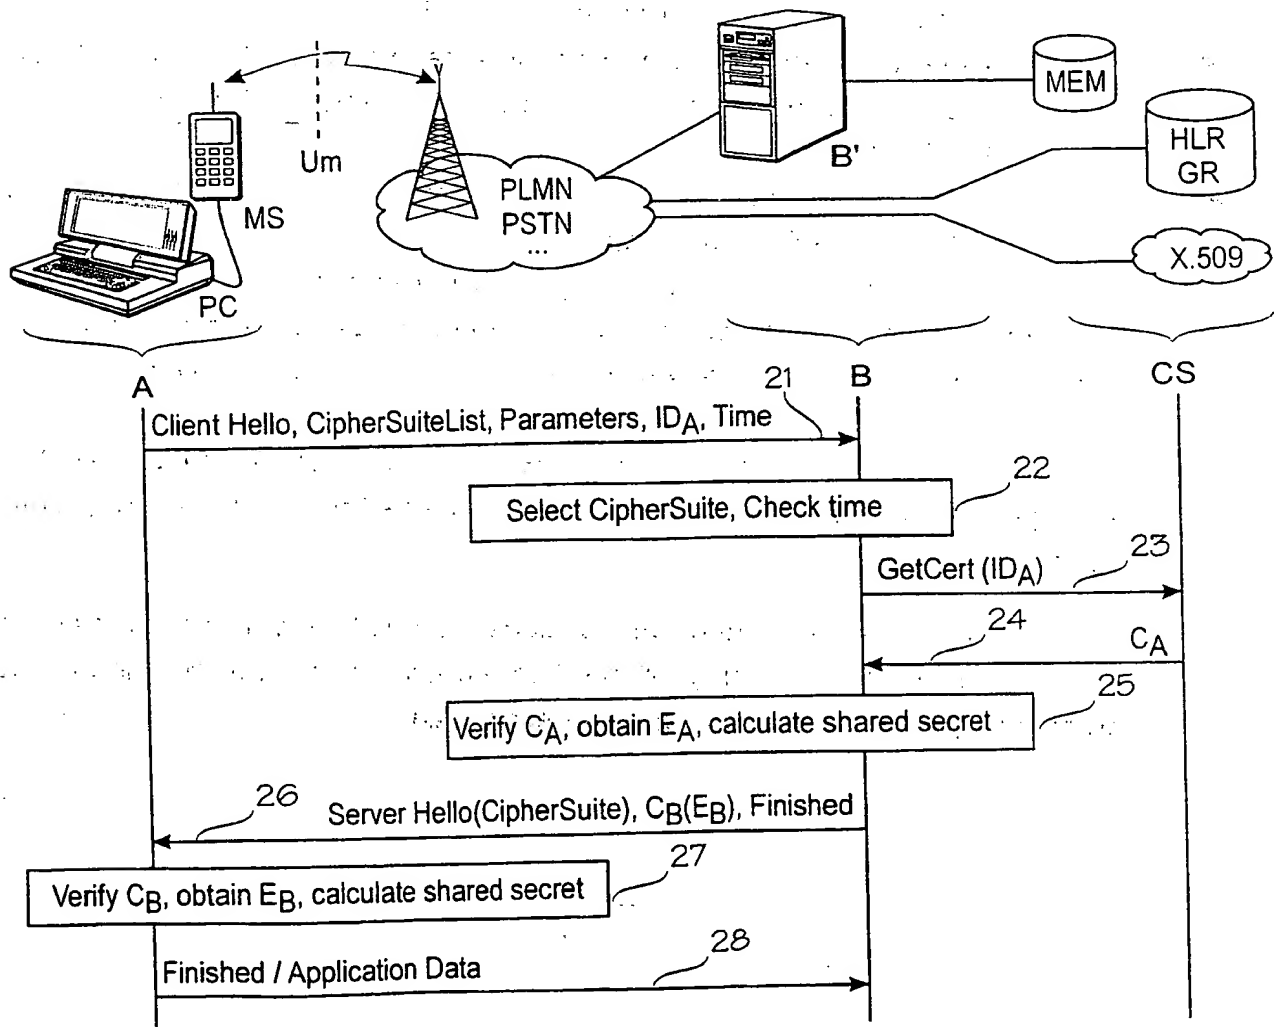 MEM
HLR
GR
B'
Um
PLMN
PSTN
...
MS
X.509
PC
A
B
CS
21
Client Hello, CipherSuiteList, Parameters, IDA, Time
22
Select CipherSuite, Check time
23
GetCert (IDA)
24
CA
25
Verify CA, obtain EA, calculate shared secret
26
Server Hello(CipherSuite), CB(EB), Finished
27
Verify CB, obtain EB, calculate shared secret
28
Finished / Application Data